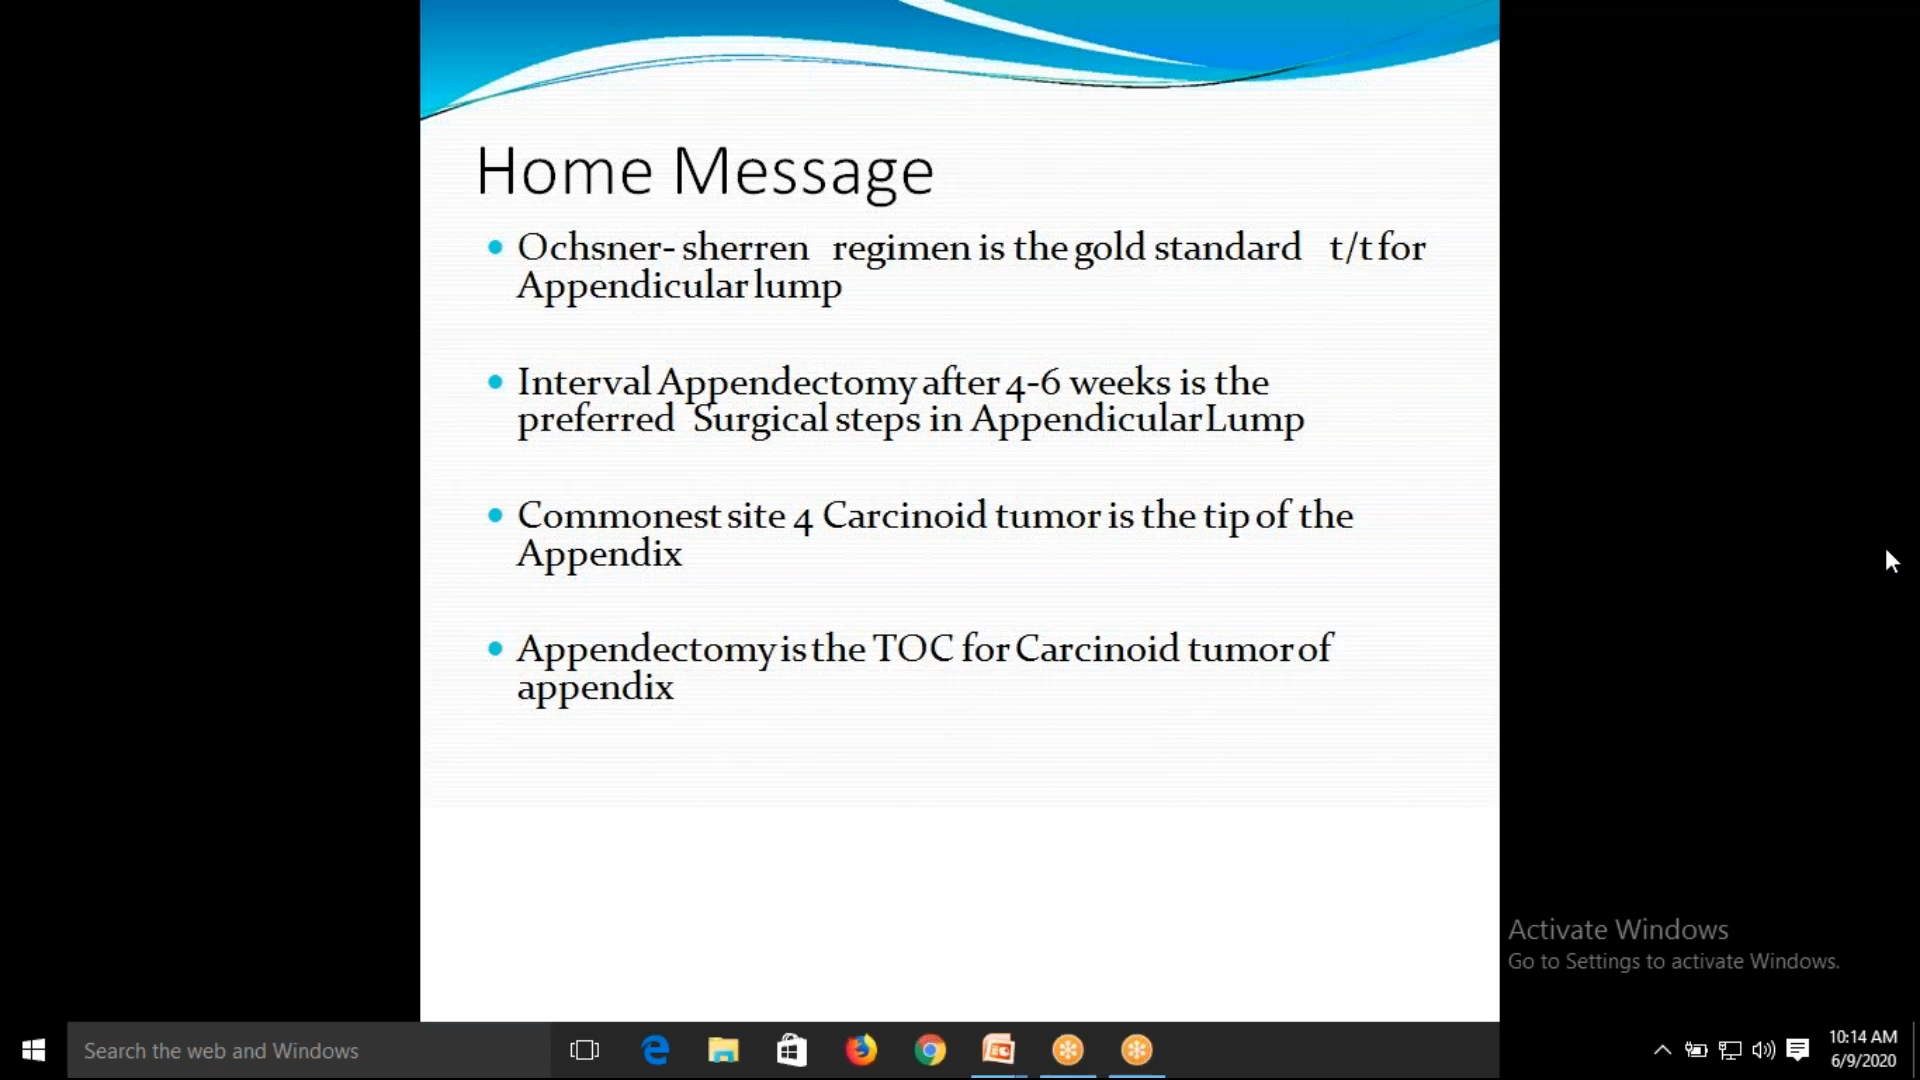 Home Message
Ochsner- sherren regimen is the gold standard t/t for
Appendicular lump
Interval Appendectomy after 4-6 weeks is the
preferred Surgical steps in Appendicular Lump
Commonest site 4 Carcinoid tumor is the tip of the
Appendix
Appendectomy is the TOC for Carcinoid tumor of
appendix
Activate Windows
Go to Settings to activate Windows.
Search the web and Windows
10:14 AM
6/9/2020